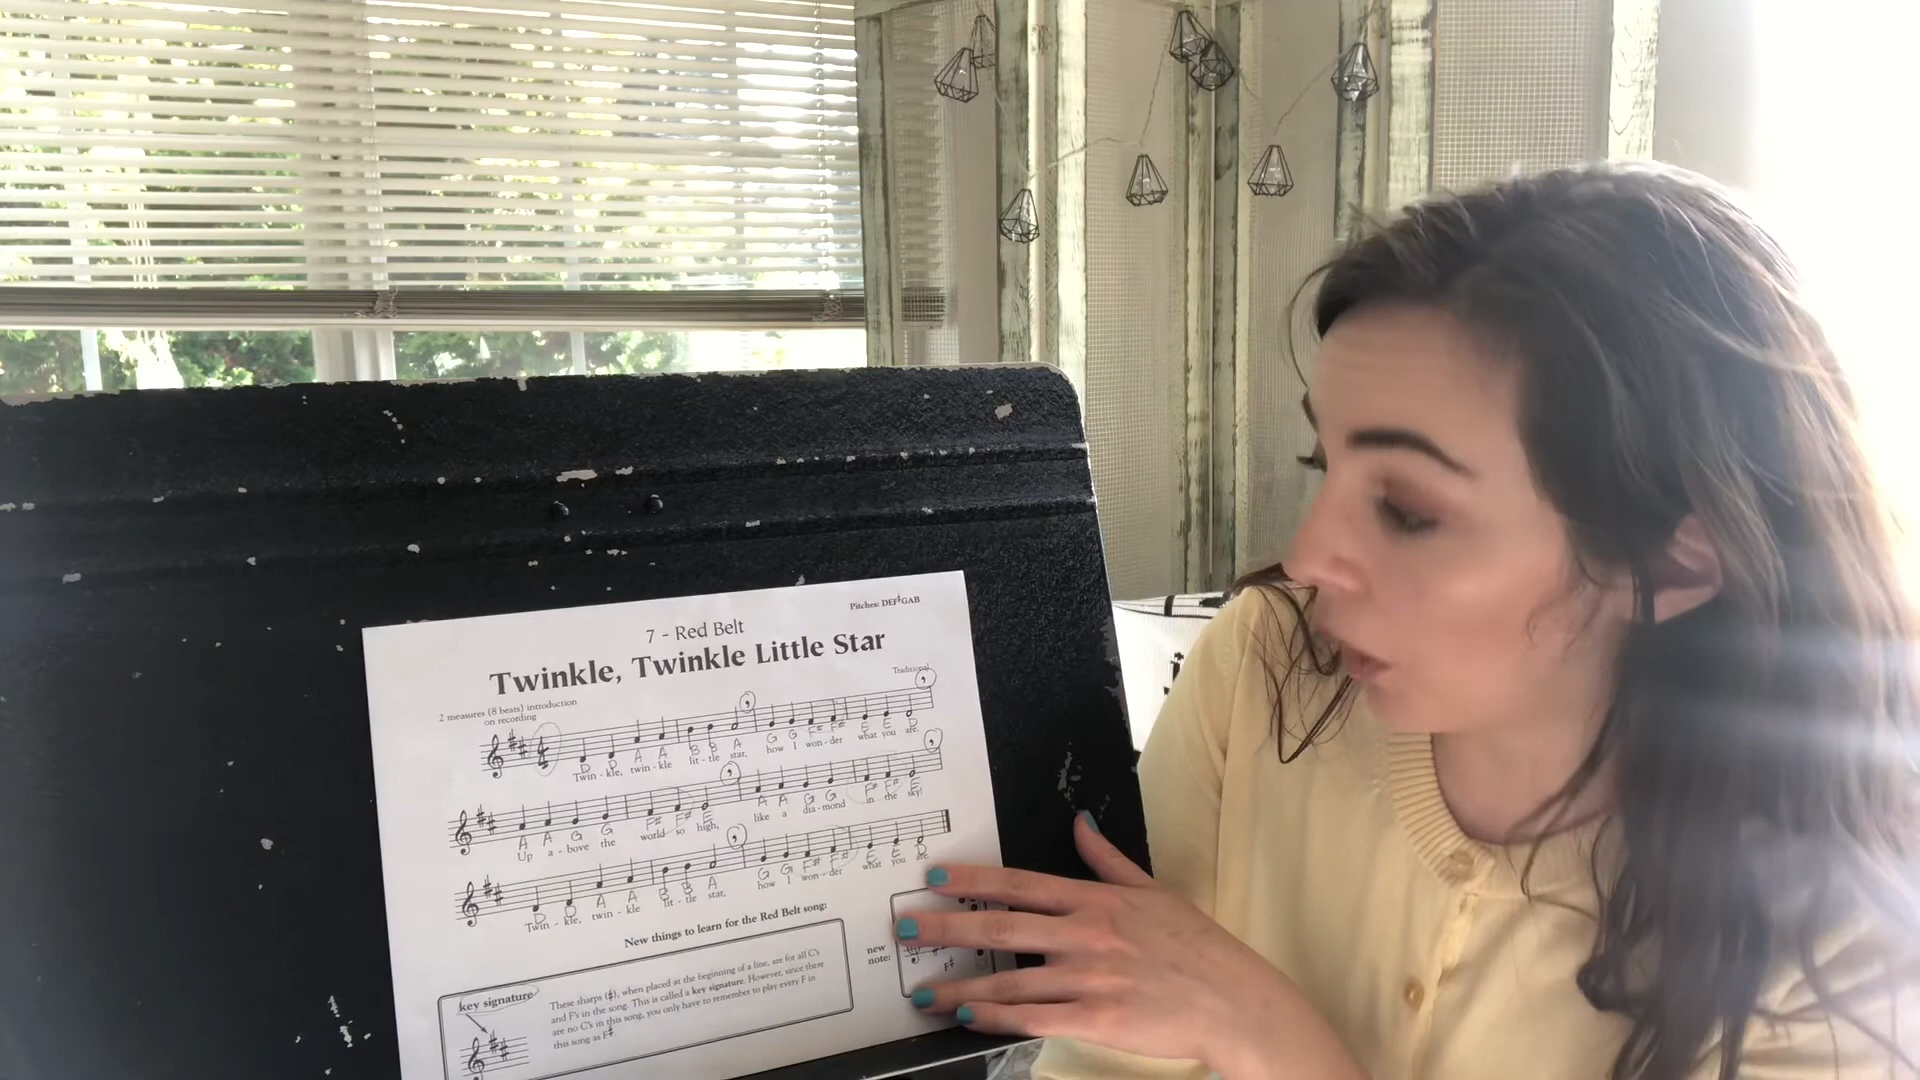 Pitches: DEF♯GAB
7 - Red Belt
Twinkle, Twinkle Little Star
Traditional
2 measures (8 beats) introduction
on recording
D D A A B B A G G F# F# E E D
Twin - kle, twin - kle lit - tle star, how I won - der what you are.
A A G G F# F# E A A G G F# F# E
Up a - bove the world so high, like a dia - mond in the sky!
D D A A B B A G G F# F# E E D
Twin - kle, twin - kle lit - tle star, how I won - der what you are.
New things to learn for the Red Belt song:
key signature
These sharps (♯), when placed at the beginning of a line, are for all C's
and F's in the song. This is called a key signature. However, since there
are no C's in this song, you only have to remember to play every F in
this song as F♯
new
note:
F♯